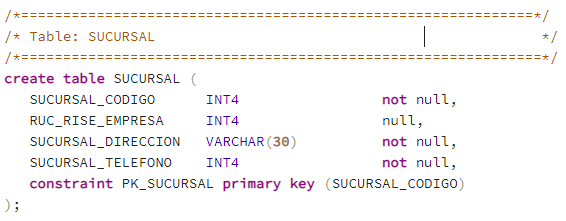 /*==============================================================*/
/* Table: SUCURSAL                                              */
/*==============================================================*/
create table SUCURSAL (
   SUCURSAL_CODIGO      INT4                 not null,
   RUC_RISE_EMPRESA     INT4                 null,
   SUCURSAL_DIRECCION   VARCHAR(30)          not null,
   SUCURSAL_TELEFONO    INT4                 not null,
   constraint PK_SUCURSAL primary key (SUCURSAL_CODIGO)
);